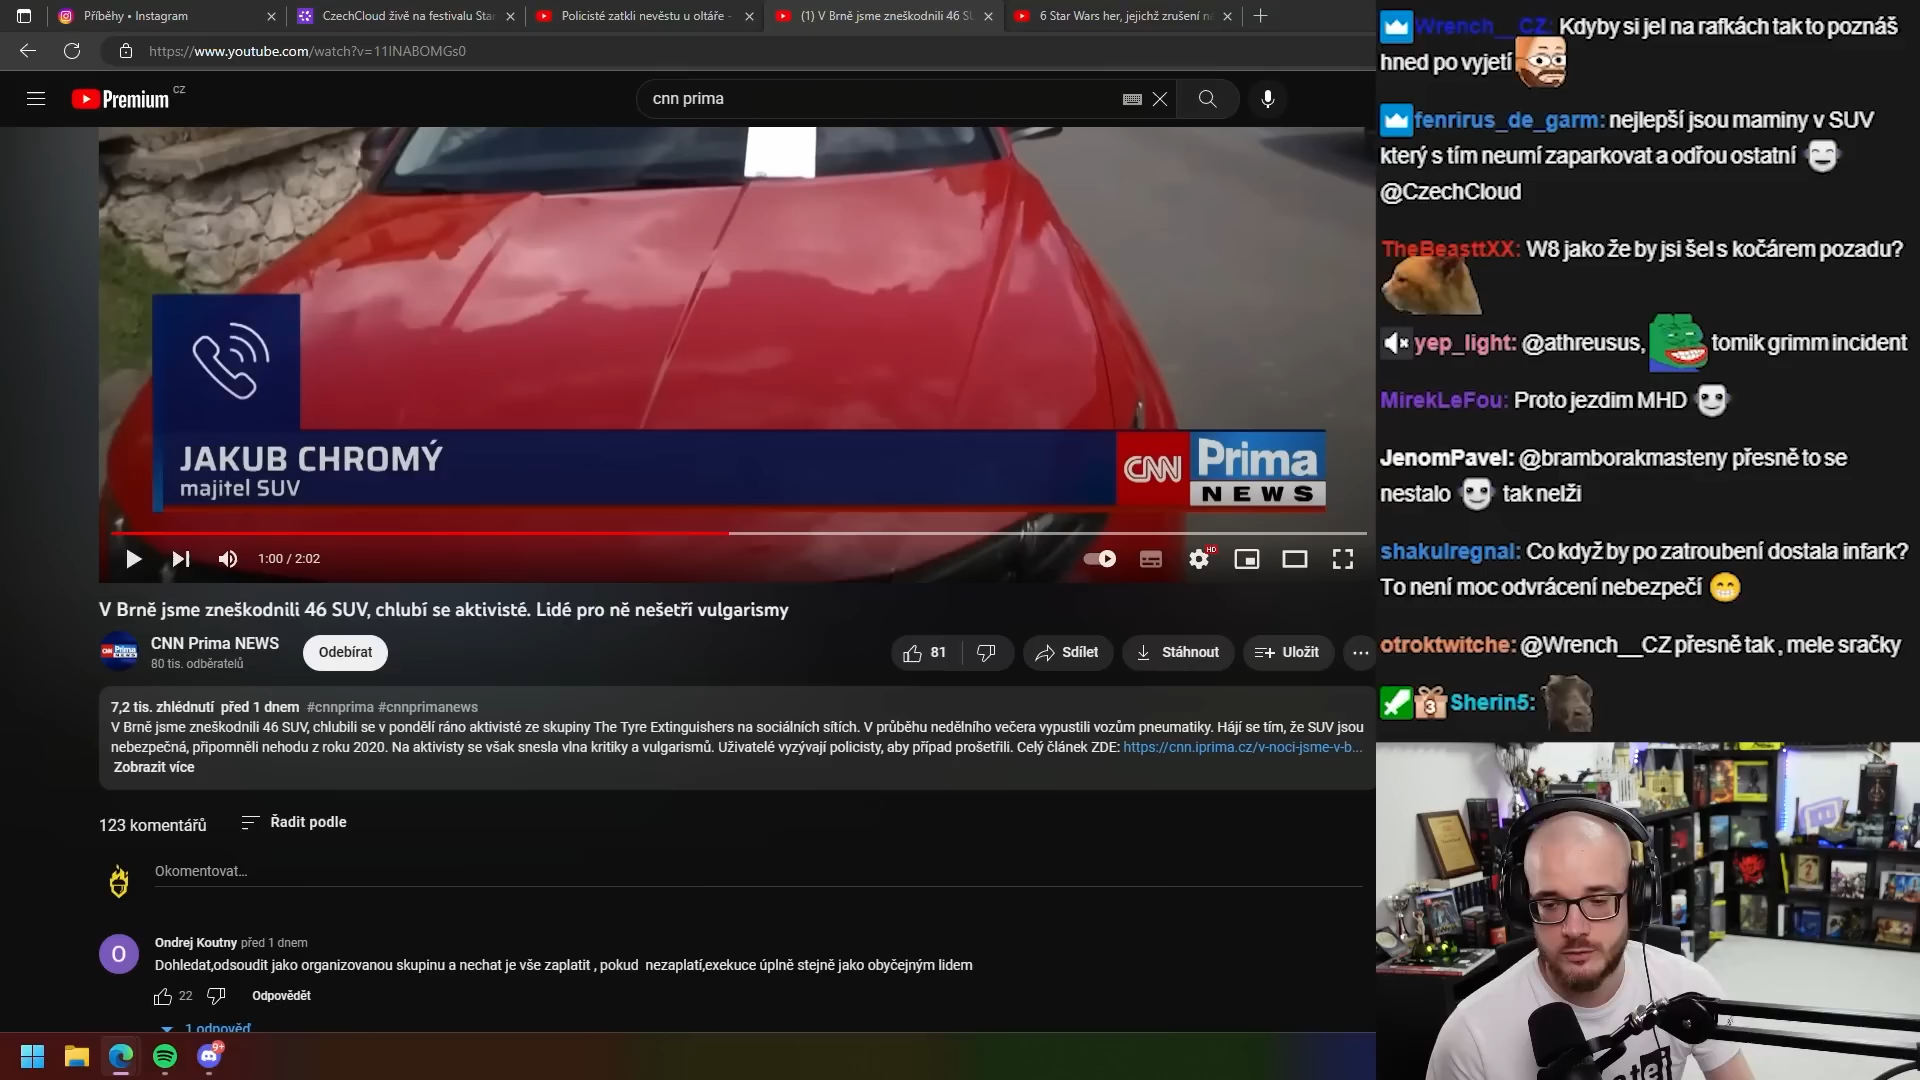 Příběhy • Instagram
CzechCloud živě na festivalu Star
Policisté zatkli nevěstu u oltáře -
(1) V Brně jsme zneškodnili 46 SU
6 Star Wars her, jejichž zrušení n
https://www.youtube.com/watch?v=11lNABOMGs0
Premium CZ
cnn prima
JAKUB CHROMÝ
majitel SUV
CNN Prima
NEWS
1:00 / 2:02
HD
V Brně jsme zneškodnili 46 SUV, chlubí se aktivisté. Lidé pro ně nešetří vulgarismy
CNN Prima NEWS
80 tis. odběratelů
Odebírat
81
Sdílet
Stáhnout
Uložit
7,2 tis. zhlédnutí před 1 dnem #cnnprima #cnnprimanews
V Brně jsme zneškodnili 46 SUV, chlubili se v pondělí ráno aktivisté ze skupiny The Tyre Extinguishers na sociálních sítích. V průběhu nedělního večera vypustili vozům pneumatiky. Hájí se tím, že SUV jsou
nebezpečná, připomněli nehodu z roku 2020. Na aktivisty se však snesla vlna kritiky a vulgarismů. Uživatelé vyzývají policisty, aby případ prošetřili. Celý článek ZDE: https://cnn.iprima.cz/v-noci-jsme-v-b...
Zobrazit více
123 komentářů
Řadit podle
Okomentovat...
O
Ondrej Koutny před 1 dnem
Dohledat,odsoudit jako organizovanou skupinu a nechat je vše zaplatit , pokud nezaplatí,exekuce úplně stejně jako obyčejným lidem
22
Odpovědět
1 odpověď
9+
Wrench__CZ: Kdyby si jel na rafkách tak to poznáš
hned po vyjetí
fenrirus_de_garm: nejlepší jsou maminy v SUV
který s tím neumí zaparkovat a odřou ostatní
@CzechCloud
TheBeasttXX: W8 jako že by jsi šel s kočárem pozadu?
yep_light: @athreusus, tomik grimm incident
MirekLeFou: Proto jezdim MHD
JenomPavel: @bramborakmasteny přesně to se
nestalo tak nelži
shakulregnal: Co když by po zatroubení dostala infark?
To není moc odvrácení nebezpečí
otroktwitche: @Wrench__CZ přesně tak , mele sračky
3 Sherin5: